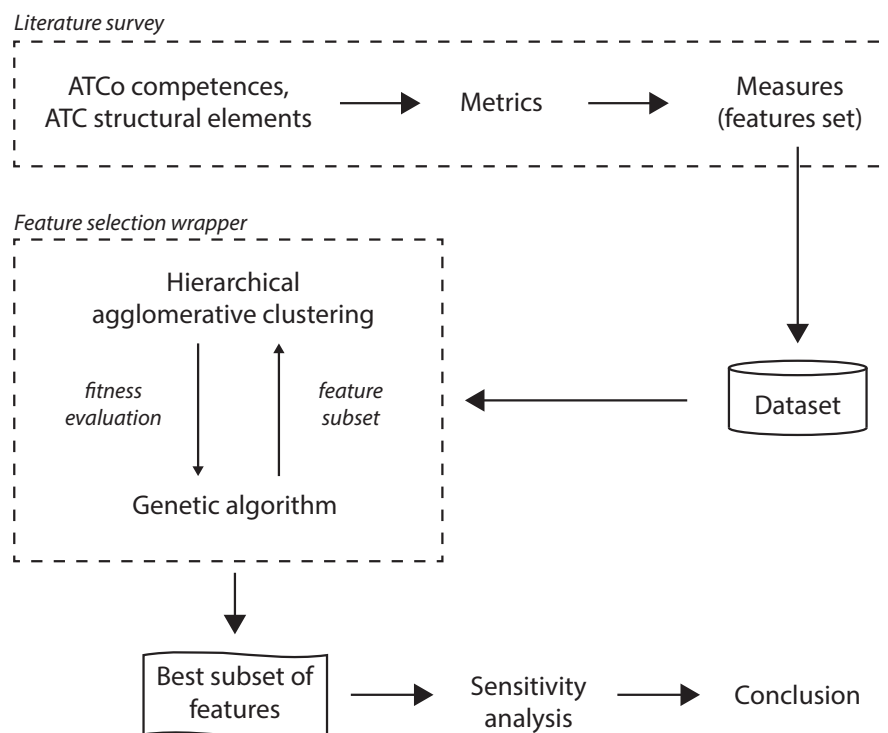 Literature survey
ATCo competences,
ATC structural elements
Metrics
Measures
(features set)
Feature selection wrapper
Hierarchical
agglomerative clustering
fitness
evaluation
feature
subset
Genetic algorithm
Dataset
Best subset of
features
Sensitivity
analysis
Conclusion